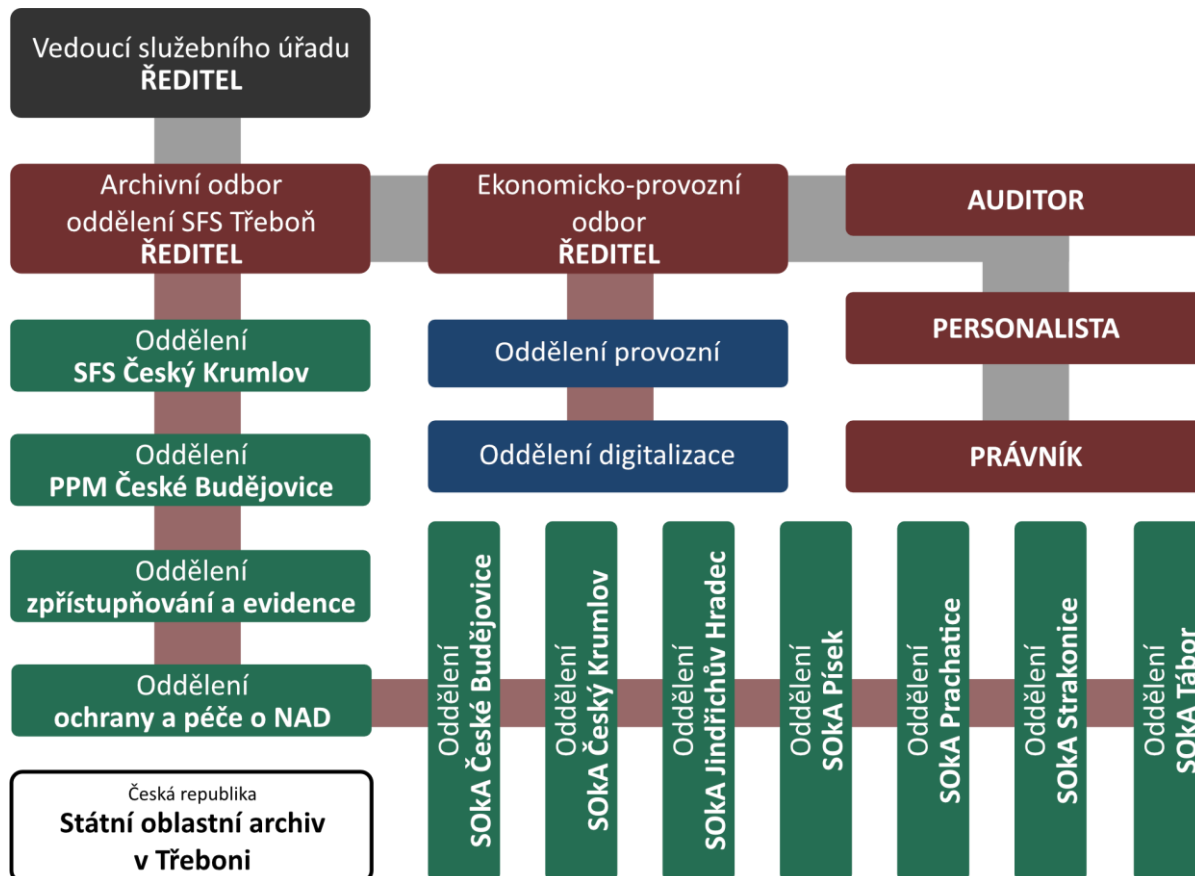 Vedoucí služebního úřadu
ŘEDITEL
Archivní odbor
oddělení SFS Třeboň
ŘEDITEL
Ekonomicko-provozní
odbor
ŘEDITEL
AUDITOR
PERSONALISTA
PRÁVNÍK
Oddělení
SFS Český Krumlov
Oddělení provozní
Oddělení
PPM České Budějovice
Oddělení digitalizace
Oddělení
zpřístupňování a evidence
Oddělení
ochrany a péče o NAD
Oddělení
SOkA České Budějovice
Oddělení
SOkA Český Krumlov
Oddělení
SOkA Jindřichův Hradec
Oddělení
SOkA Písek
Oddělení
SOkA Prachatice
Oddělení
SOkA Strakonice
Oddělení
SOkA Tábor
Česká republika
Státní oblastní archiv
v Třeboni